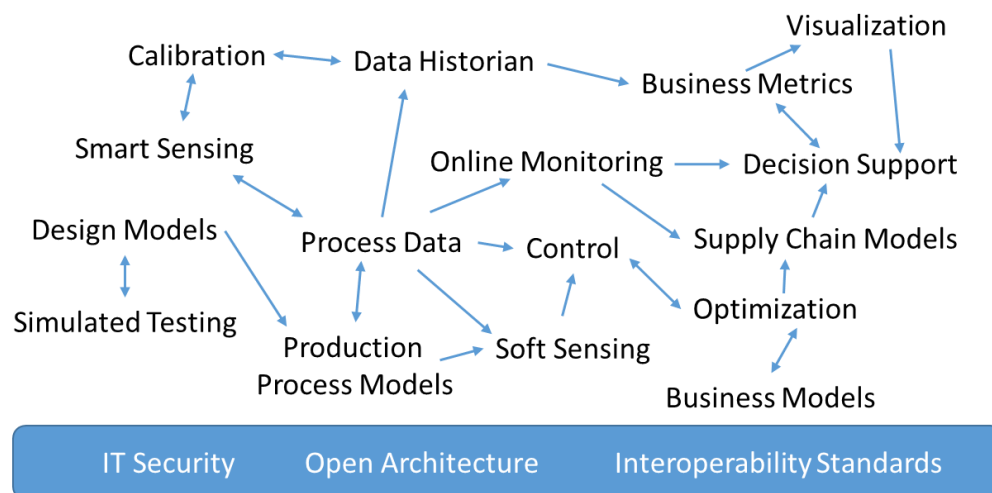 Visualization
Calibration
Data Historian
Business Metrics
Smart Sensing
Online Monitoring
Decision Support
Design Models
Process Data
Control
Supply Chain Models
Simulated Testing
Optimization
Production
Process Models
Soft Sensing
Business Models
IT Security
Open Architecture
Interoperability Standards